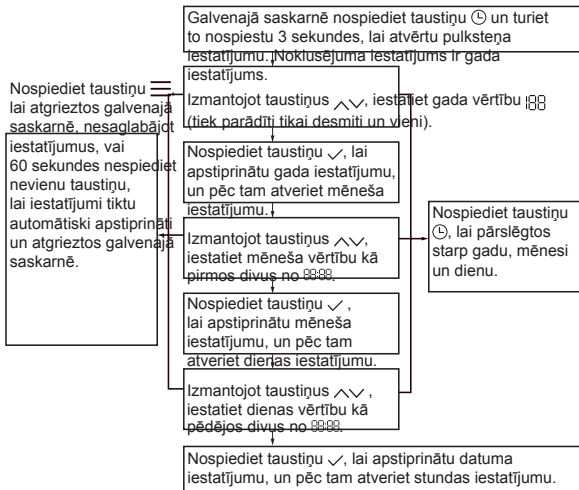 Galvenajā saskarnē nospiediet taustiņu un turiet
to nospiestu 3 sekundes, lai atvērtu pulksteņa
iestatījumu. Noklusējuma iestatījums ir gada
iestatījums.
Izmantojot taustiņus , iestatiet gada vērtību 188
(tiek parādīti tikai desmiti un vieni).
Nospiediet taustiņu ✓, lai
apstiprinātu gada iestatījumu,
un pēc tam atveriet mēneša
iestatījumu.
Izmantojot taustiņus ,
iestatiet mēneša vērtību kā
pirmos divus no 88:88.
Nospiediet taustiņu ✓ ,
lai apstiprinātu mēneša
iestatījumu, un pēc tam
atveriet dienas iestatījumu.
Izmantojot taustiņus ,
iestatiet dienas vērtību kā
pēdējos divus no 88:88.
Nospiediet taustiņu ✓, lai apstiprinātu datuma
iestatījumu, un pēc tam atveriet stundas iestatījumu.
Nospiediet taustiņu
lai atgrieztos galvenajā
saskarnē, nesaglabājot
iestatījumus, vai
60 sekundes nespiediet
nevienu taustiņu,
lai iestatījumi tiktu
automātiski apstiprināti
un atgrieztos galvenajā
saskarnē.
Nospiediet taustiņu
, lai pārslēgtos
starp gadu, mēnesi
un dienu.